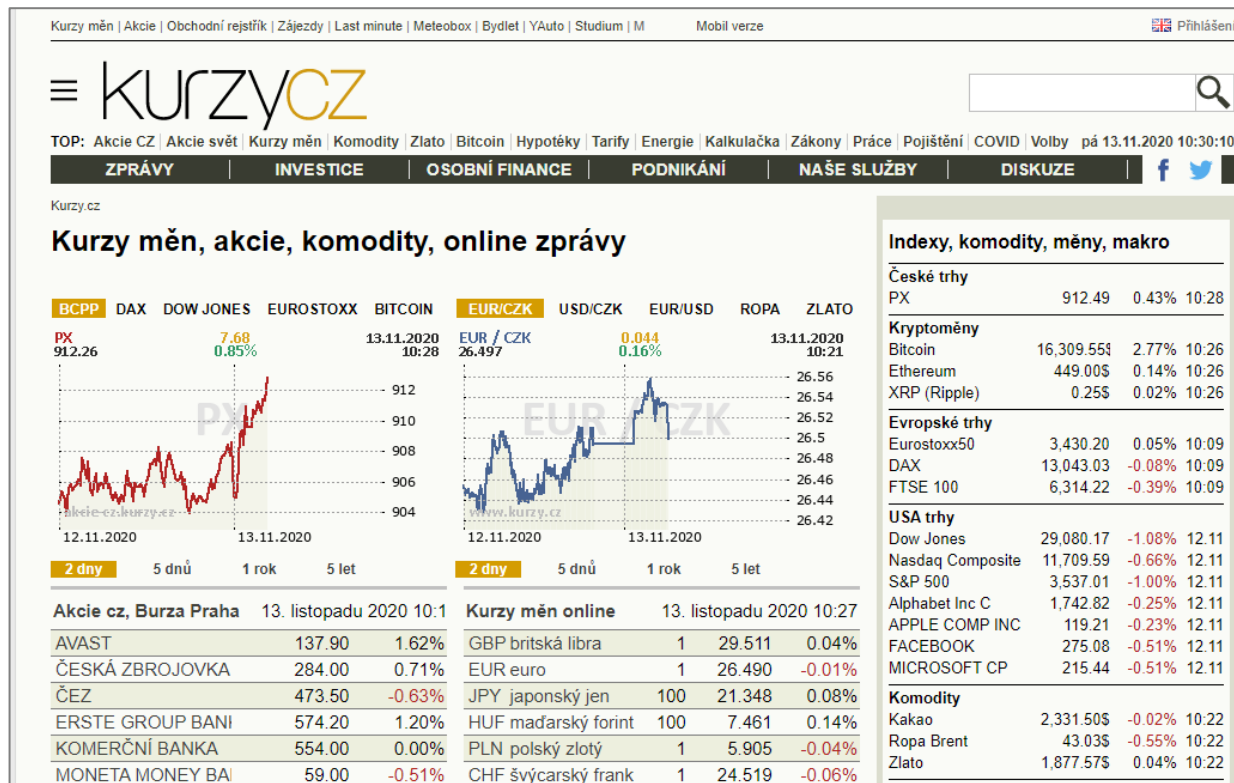 Kurzy měn | Akcie | Obchodní rejstřík | Zájezdy | Last minute | Meteobox | Bydlet | YAuto | Studium | M Mobil verze Přihlášení
kurzycz
TOP: Akcie CZ | Akcie svět | Kurzy měn | Komodity | Zlato | Bitcoin | Hypotéky | Tarify | Energie | Kalkulačka | Zákony | Práce | Pojištění | COVID | Volby pá 13.11.2020 10:30:10
ZPRÁVY | INVESTICE | OSOBNÍ FINANCE | PODNIKÁNÍ | NAŠE SLUŽBY | DISKUZE
Kurzy.cz
Kurzy měn, akcie, komodity, online zprávy
BCPP DAX DOW JONES EUROSTOXX BITCOIN
PX 7.68 13.11.2020
912.26 0.85% 10:28
912
PX
910
908
906
904
akcie-cz.kurzy.cz
12.11.2020 13.11.2020
2 dny 5 dnů 1 rok 5 let
Akcie cz, Burza Praha 13. listopadu 2020 10:1
AVAST 137.90 1.62%
ČESKÁ ZBROJOVKA 284.00 0.71%
ČEZ 473.50 -0.63%
ERSTE GROUP BANK 574.20 1.20%
KOMERČNÍ BANKA 554.00 0.00%
MONETA MONEY BA 59.00 -0.51%
EUR/CZK USD/CZK EUR/USD ROPA ZLATO
EUR / CZK 0.044 13.11.2020
26.497 0.16% 10:21
26.56
26.54
EUR / CZK
26.52
26.5
26.48
26.46
26.44
www.kurzy.cz
26.42
12.11.2020 13.11.2020
2 dny 5 dnů 1 rok 5 let
Kurzy měn online 13. listopadu 2020 10:27
GBP britská libra 1 29.511 0.04%
EUR euro 1 26.490 -0.01%
JPY japonský jen 100 21.348 0.08%
HUF maďarský forint 100 7.461 0.14%
PLN polský zlotý 1 5.905 -0.04%
CHF švýcarský frank 1 24.519 -0.06%
Indexy, komodity, měny, makro
České trhy
PX 912.49 0.43% 10:28
Kryptoměny
Bitcoin 16,309.55$ 2.77% 10:26
Ethereum 449.00$ 0.14% 10:26
XRP (Ripple) 0.25$ 0.02% 10:26
Evropské trhy
Eurostoxx50 3,430.20 0.05% 10:09
DAX 13,043.03 -0.08% 10:09
FTSE 100 6,314.22 -0.39% 10:09
USA trhy
Dow Jones 29,080.17 -1.08% 12.11
Nasdaq Composite 11,709.59 -0.66% 12.11
S&P 500 3,537.01 -1.00% 12.11
Alphabet Inc C 1,742.82 -0.25% 12.11
APPLE COMP INC 119.21 -0.23% 12.11
FACEBOOK 275.08 -0.51% 12.11
MICROSOFT CP 215.44 -0.51% 12.11
Komodity
Kakao 2,331.50$ -0.02% 10:22
Ropa Brent 43.03$ -0.55% 10:22
Zlato 1,877.57$ 0.04% 10:22